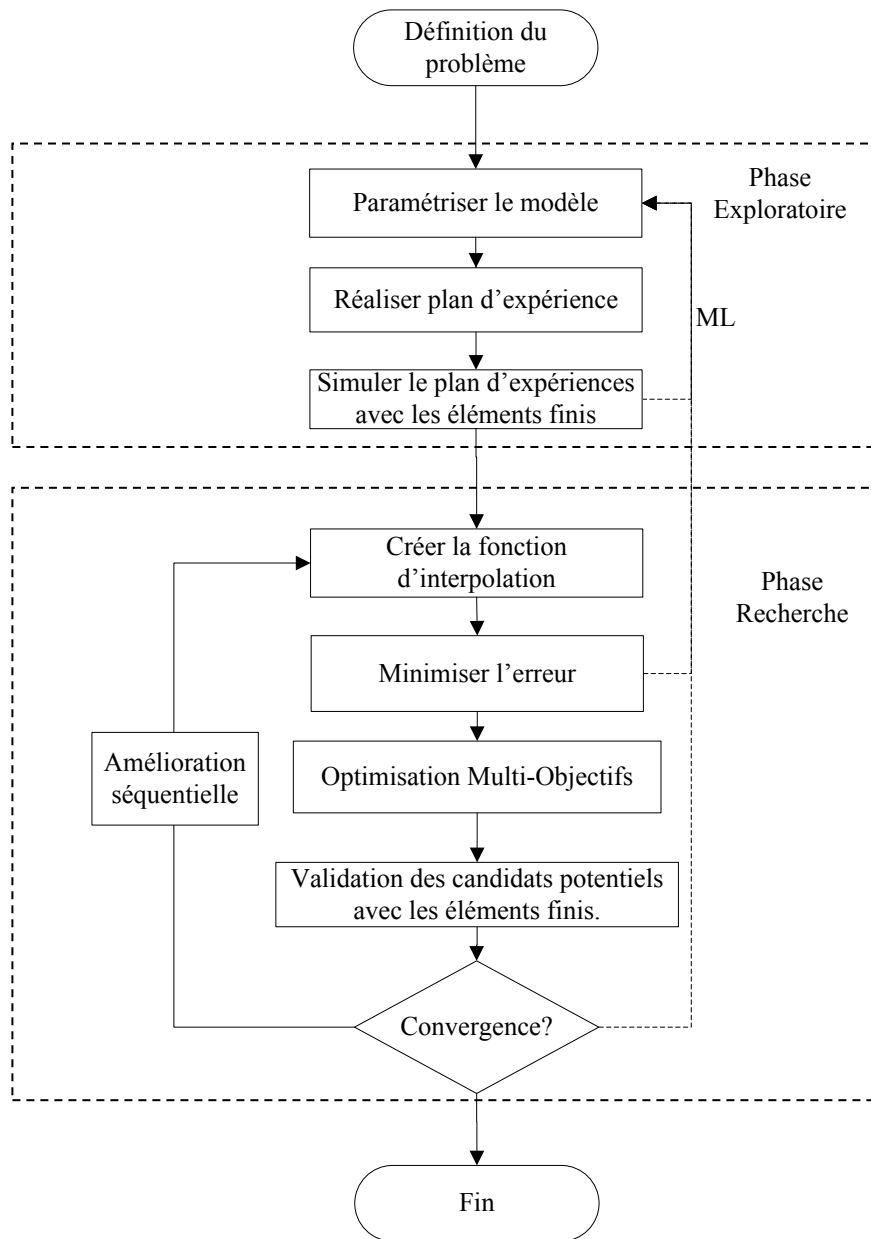 Définition du
problème
Phase
Exploratoire
Paramétriser le modèle
Réaliser plan d’expérience
ML
Simuler le plan d’expériences
avec les éléments finis
Créer la fonction
d’interpolation
Phase
Recherche
Minimiser l’erreur
Amélioration
séquentielle
Optimisation Multi-Objectifs
Validation des candidats potentiels
avec les éléments finis.
Convergence?
Fin